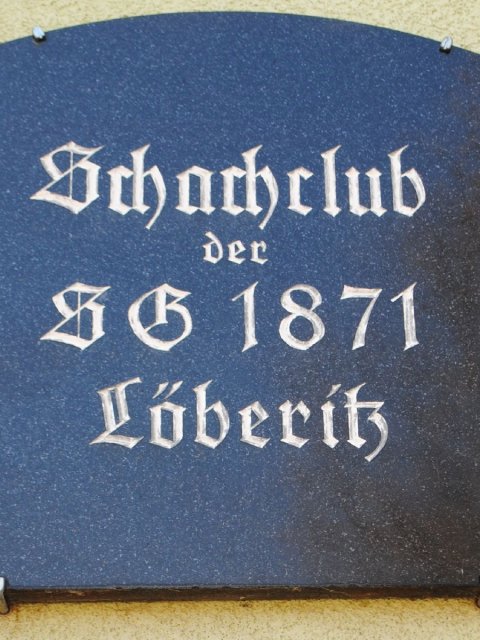 Schachclub
der
SG 1871
Löberitz